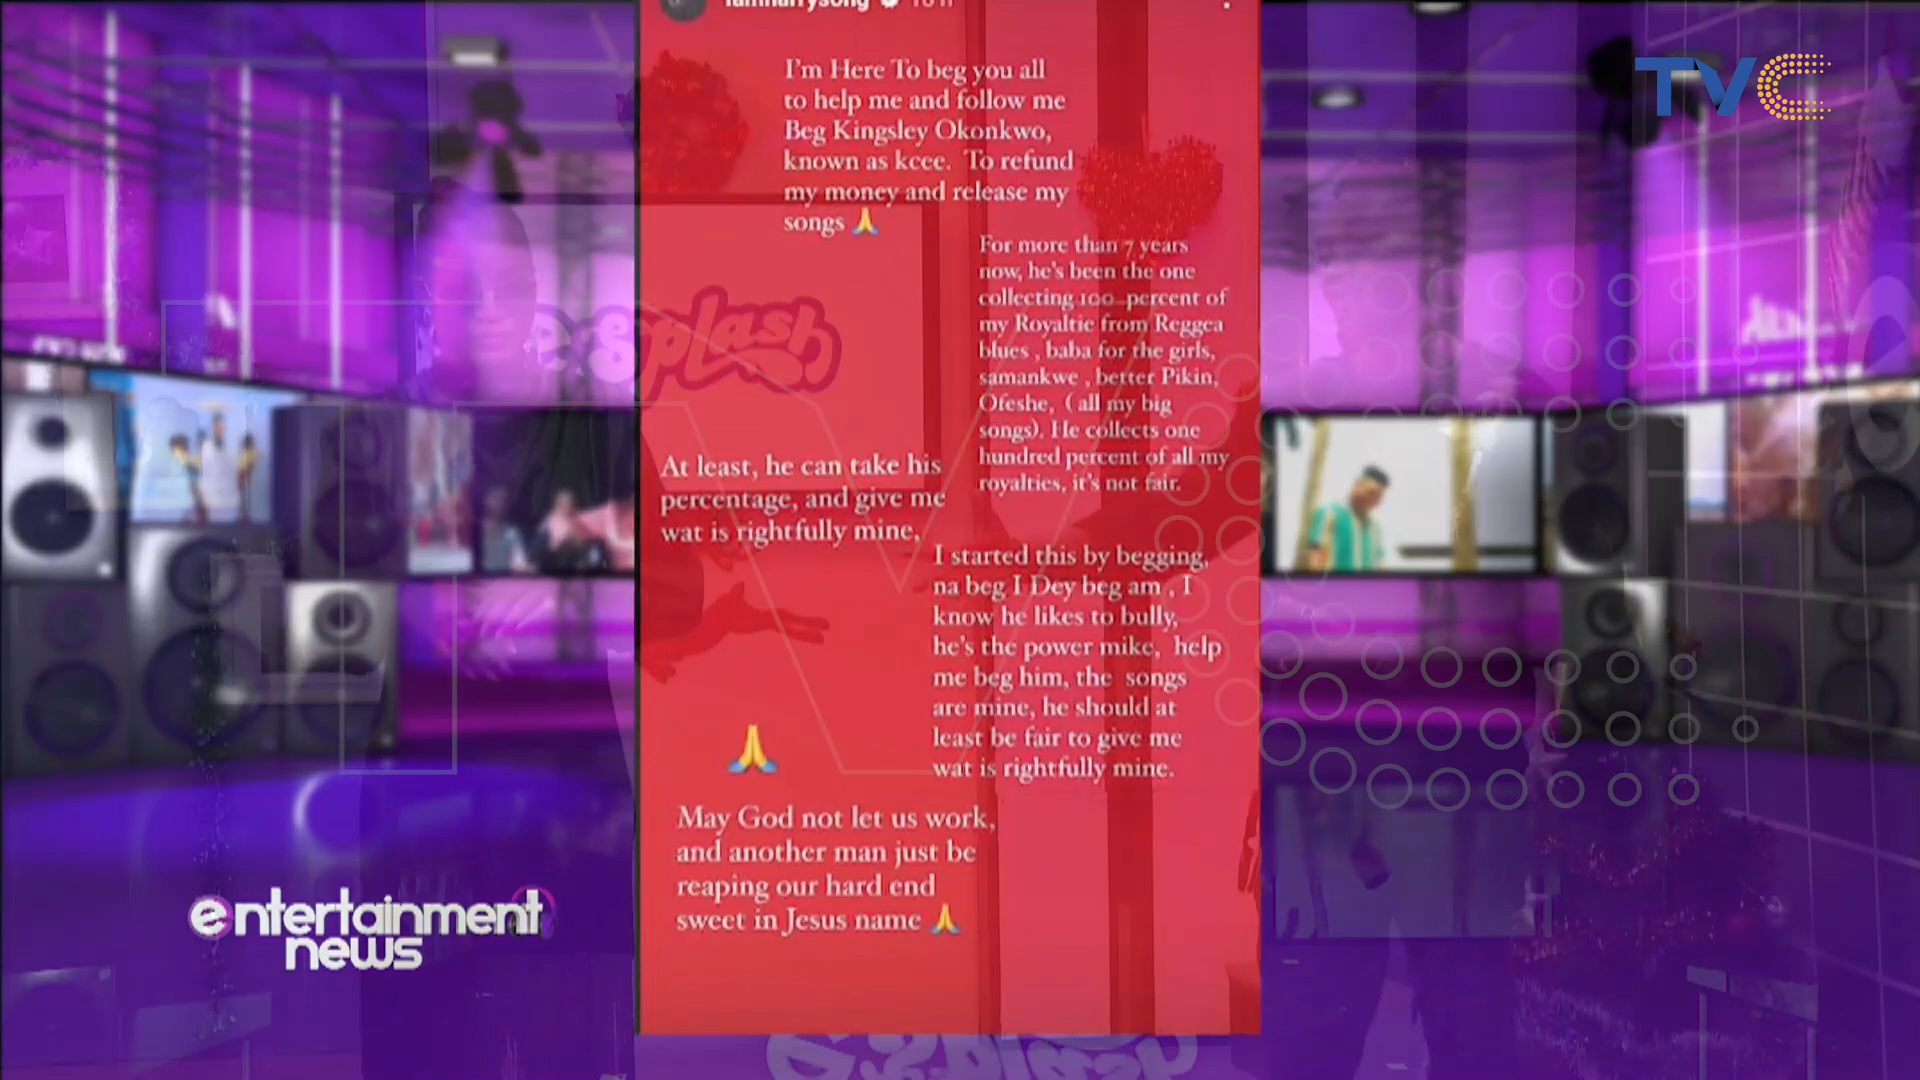 iamharrysong
TVC
I'm Here To beg you all
to help me and follow me
Beg Kingsley Okonkwo,
known as kcee. To refund
my money and release my
songs 🙏
For more than 7 years
now, he's been the one
collecting 100 percent of
my Royaltie from Reggea
blues , baba for the girls,
samankwe , better Pikin,
Ofeshe, ( all my big
songs). He collects one
hundred percent of all my
royalties, it's not fair.
At least, he can take his
percentage, and give me
wat is rightfully mine,
I started this by begging,
na beg I Dey beg am , I
know he likes to bully,
he's the power mike, help
me beg him, the songs
are mine, he should at
least be fair to give me
wat is rightfully mine.
🙏
May God not let us work,
and another man just be
reaping our hard end
sweet in Jesus name 🙏
e-splash
entertainment
news